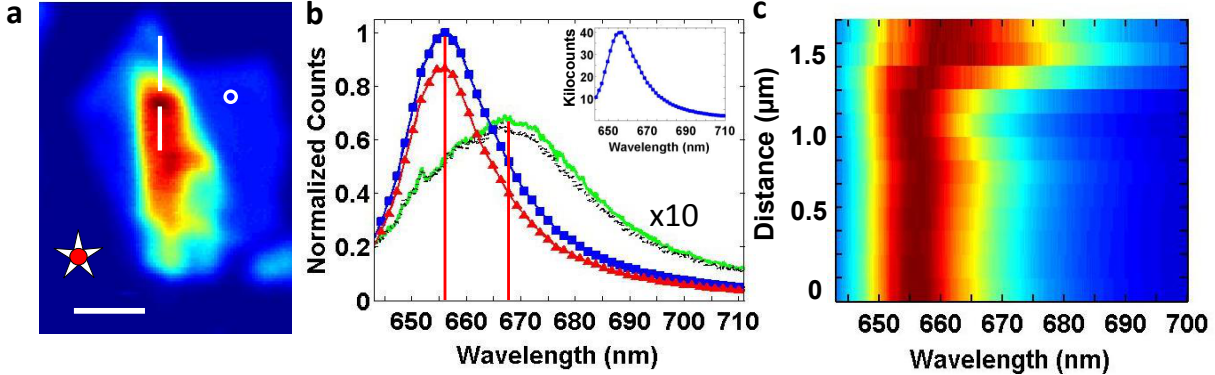 a
b
Normalized Counts
1
0.8
0.6
0.4
0.2
0
650 660 670 680 690 700 710
Wavelength (nm)
x10
Kilocounts
40
30
20
10
650 670 690 710
Wavelength (nm)
c
Distance (µm)
1.5
1.0
0.5
0
650 660 670 680 690 700
Wavelength (nm)